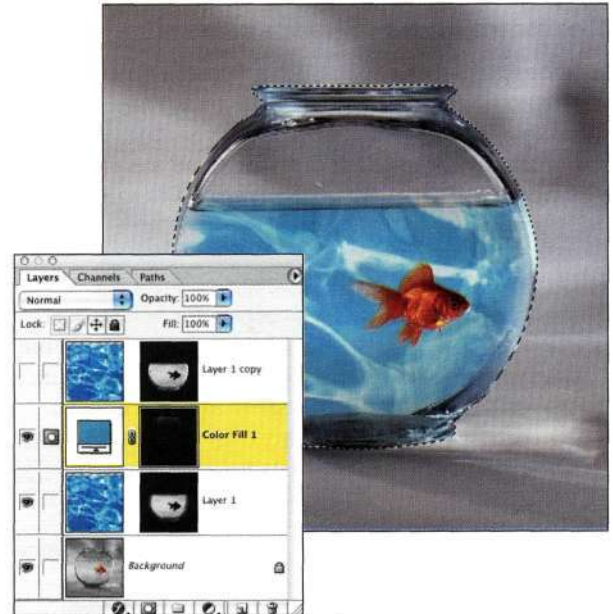 Layers Channels Paths
Normal Opacity: 100%
Lock: Fill: 100%
Layer 1 copy
Color Fill 1
Layer 1
Background